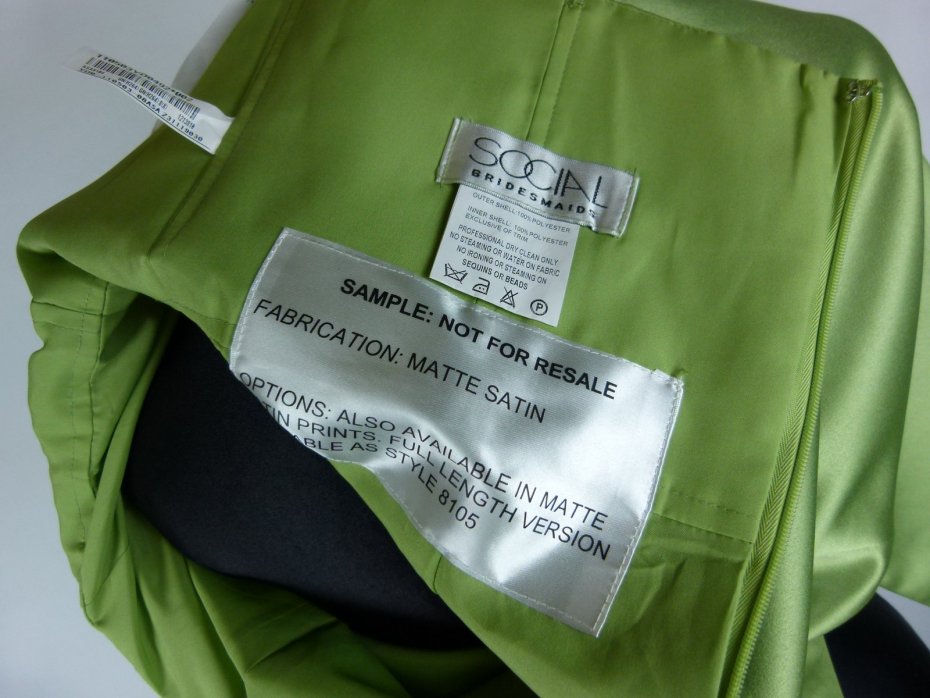 SOCIAL
BRIDESMAIDS
OUTER SHELL:100%POLYESTER
INNER SHELL: 100%POLYESTER
EXCLUSIVE OF TRIM
PROFESSIONAL DRY CLEAN ONLY
NO STEAMING OR WATER ON FABRIC
NO IRONING OR STEAMING ON
SEQUINS OR BEADS
P
SAMPLE: NOT FOR RESALE
FABRICATION: MATTE SATIN
OPTIONS: ALSO AVAILABLE IN MATTE
TIN PRINTS. FULL LENGTH VERSION
ABLE AS STYLE 8105